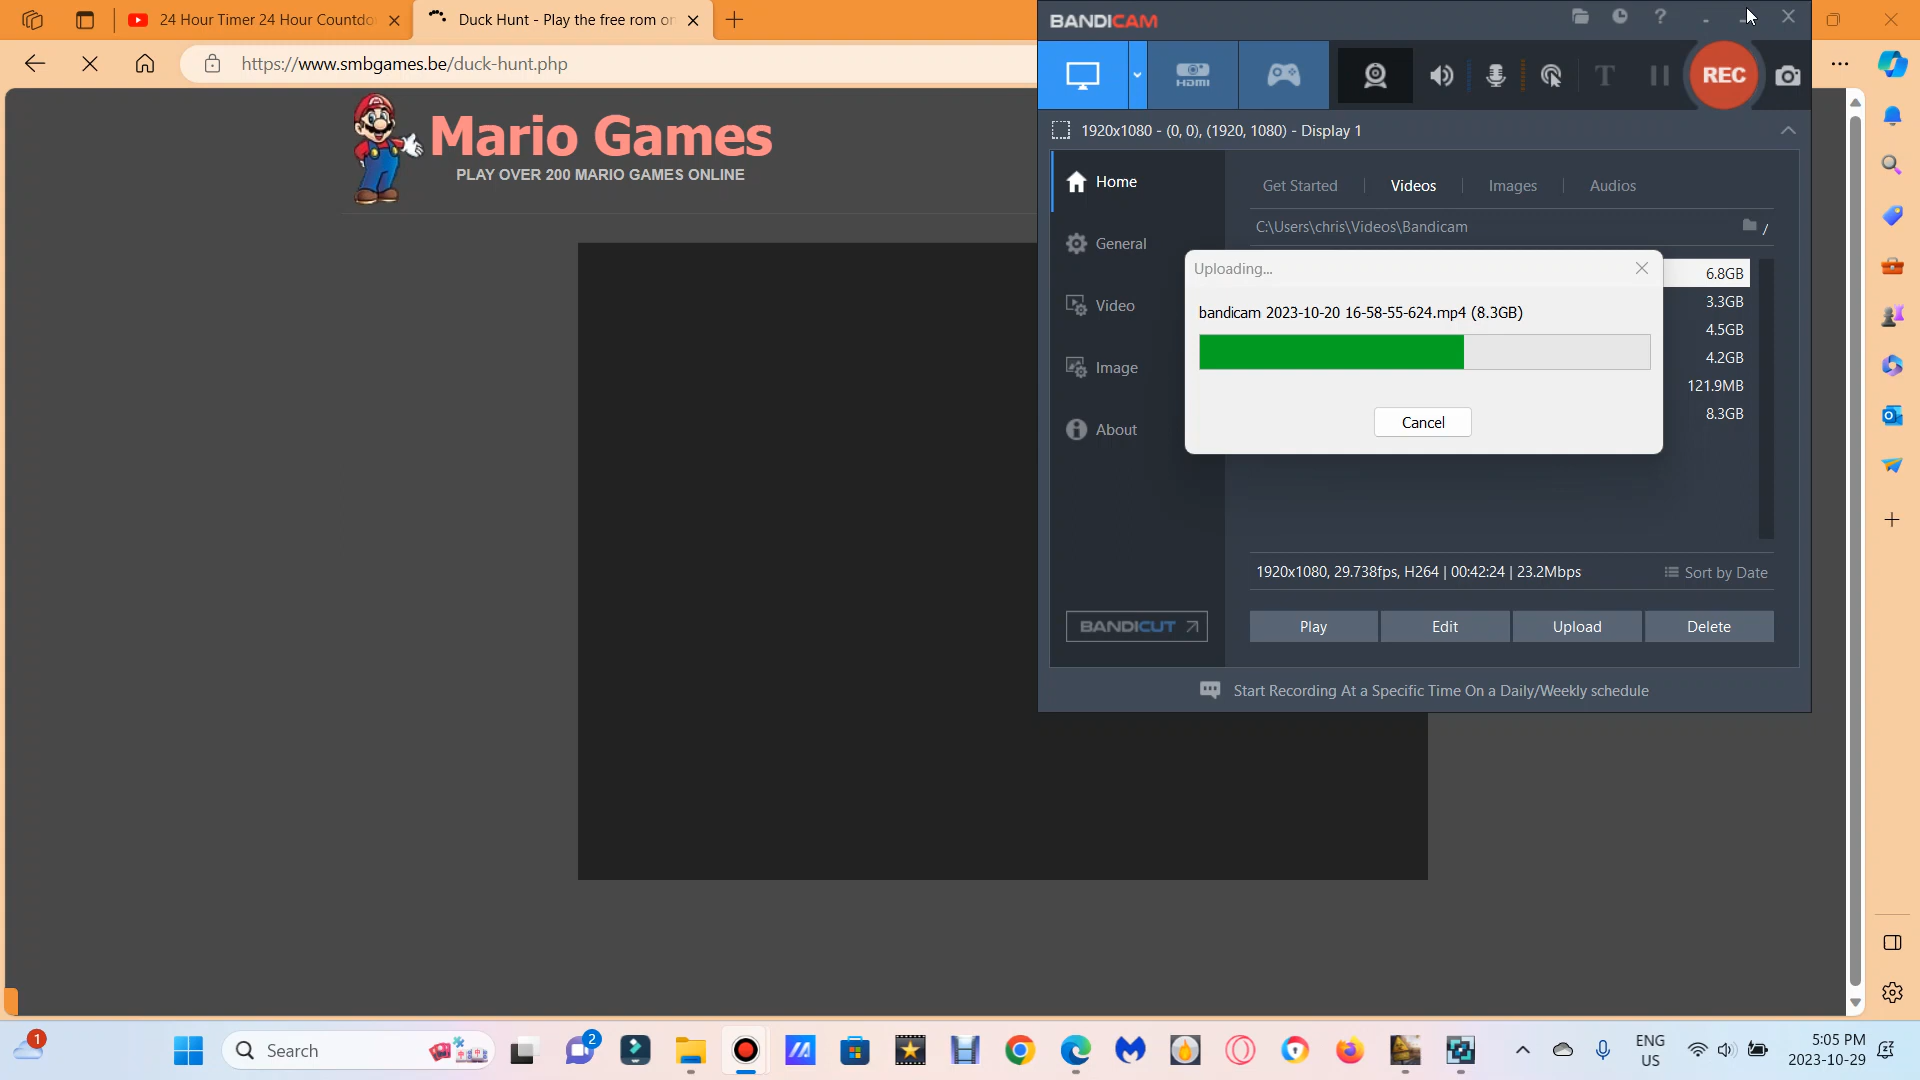 24 Hour Timer 24 Hour Countdo
Duck Hunt - Play the free rom on
https://www.smbgames.be/duck-hunt.php
Mario Games
PLAY OVER 200 MARIO GAMES ONLINE
BANDICAM
HDMI
T
REC
1920x1080 - (0, 0), (1920, 1080) - Display 1
Home
General
Video
Image
About
BANDICUT
Get Started
Videos
Images
Audios
C:\Users\chris\Videos\Bandicam
/
6.8GB
3.3GB
4.5GB
4.2GB
121.9MB
8.3GB
Uploading...
bandicam 2023-10-20 16-58-55-624.mp4 (8.3GB)
Cancel
1920x1080, 29.738fps, H264 | 00:42:24 | 23.2Mbps
Sort by Date
Play
Edit
Upload
Delete
Start Recording At a Specific Time On a Daily/Weekly schedule
1
Search
2
ENG
US
5:05 PM
2023-10-29